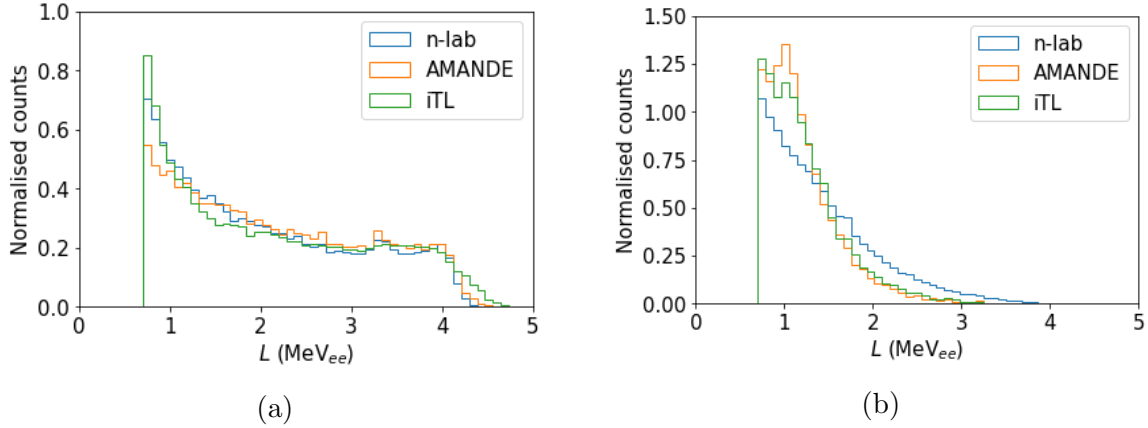 1.0
0.8
0.6
0.4
0.2
0.0
Normalised counts
n-lab
AMANDE
iTL
0 1 2 3 4 5
L (MeVee)
(a)
1.50
1.25
1.00
0.75
0.50
0.25
0.00
Normalised counts
n-lab
AMANDE
iTL
0 1 2 3 4 5
L (MeVee)
(b)